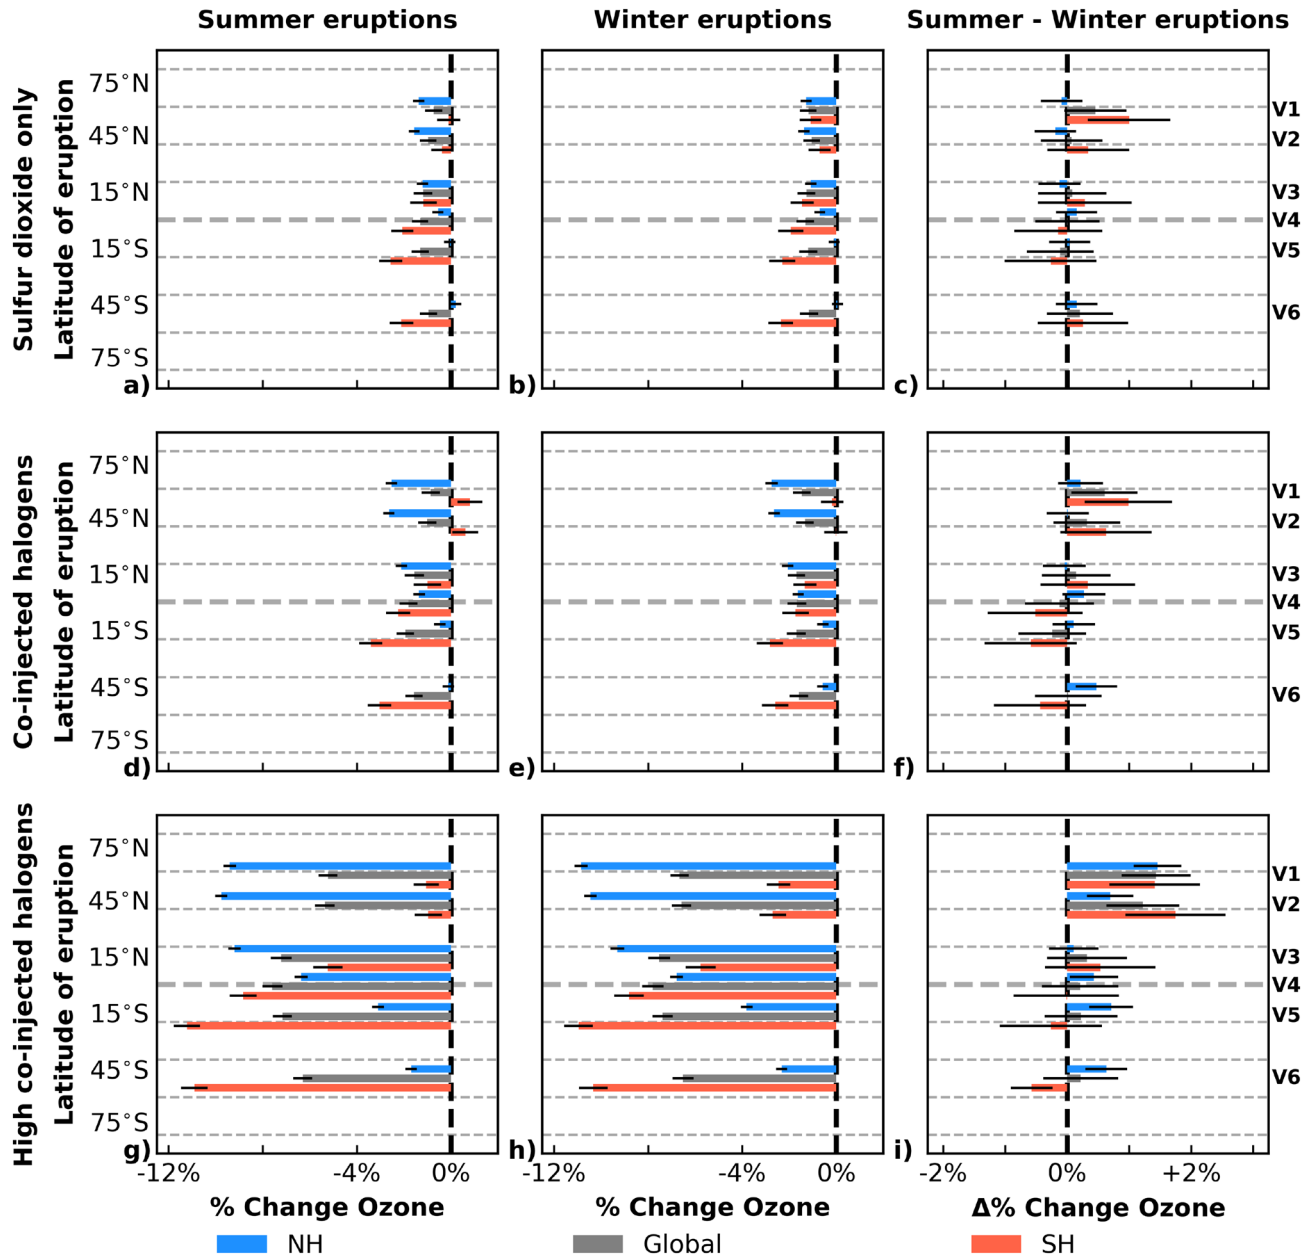 Summer eruptions
Winter eruptions
Summer - Winter eruptions
Sulfur dioxide only
Latitude of eruption
75°N
45°N
15°N
15°S
45°S
75°S
a)
b)
c)
V1
V2
V3
V4
V5
V6
Co-injected halogens
Latitude of eruption
75°N
45°N
15°N
15°S
45°S
75°S
d)
e)
f)
V1
V2
V3
V4
V5
V6
High co-injected halogens
Latitude of eruption
75°N
45°N
15°N
15°S
45°S
75°S
g)
h)
i)
V1
V2
V3
V4
V5
V6
-12% -4% 0%
-12% -4% 0%
-2% 0% +2%
% Change Ozone
% Change Ozone
Δ% Change Ozone
NH
Global
SH